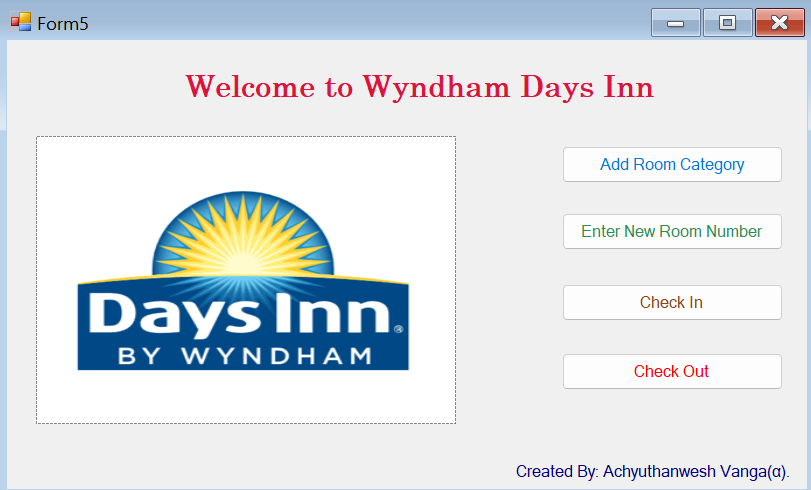 Form5
Welcome to Wyndham Days Inn
Days Inn®
BY WYNDHAM
Add Room Category
Enter New Room Number
Check In
Check Out
Created By: Achyuthanwesh Vanga(α).